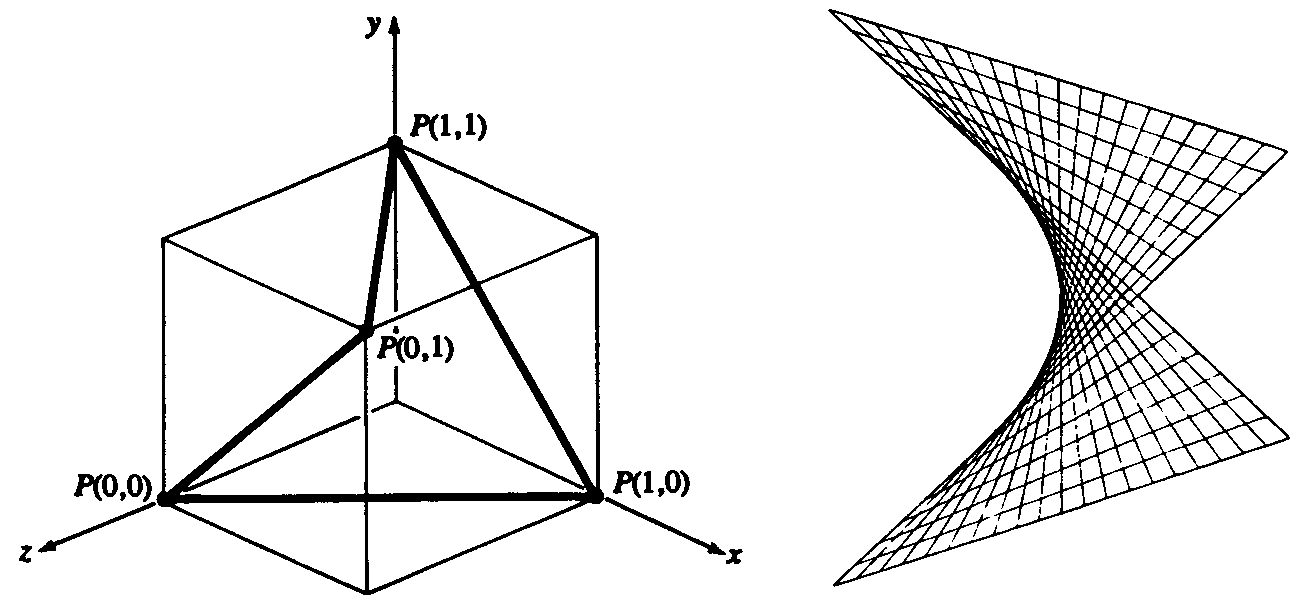 y
P(1,1)
P(0,1)
P(0,0)
P(1,0)
z
x